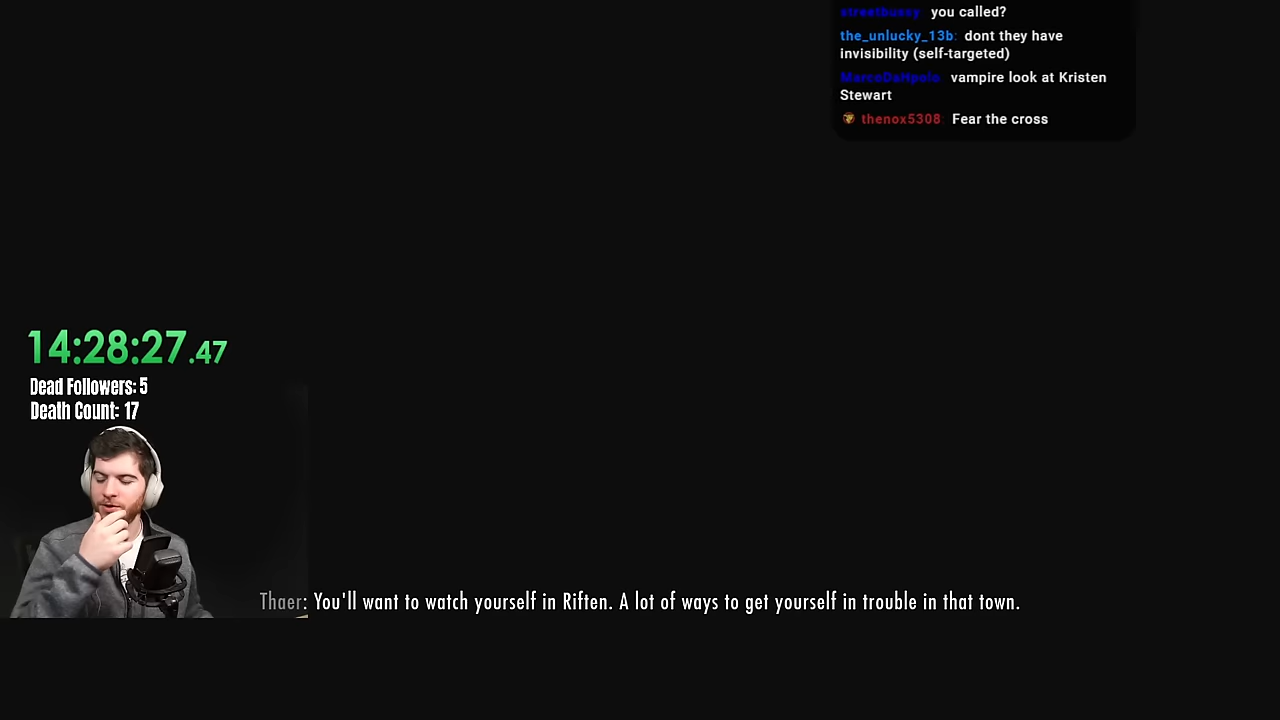 streetbussy: you called?
the_unlucky_13b: dont they have
invisibility (self-targeted)
vampire look at Kristen
Stewart
thenox5308: Fear the cross
14:28:27.47
Dead Followers: 5
Death Count: 17
Thaer: You'll want to watch yourself in Riften. A lot of ways to get yourself in trouble in that town.